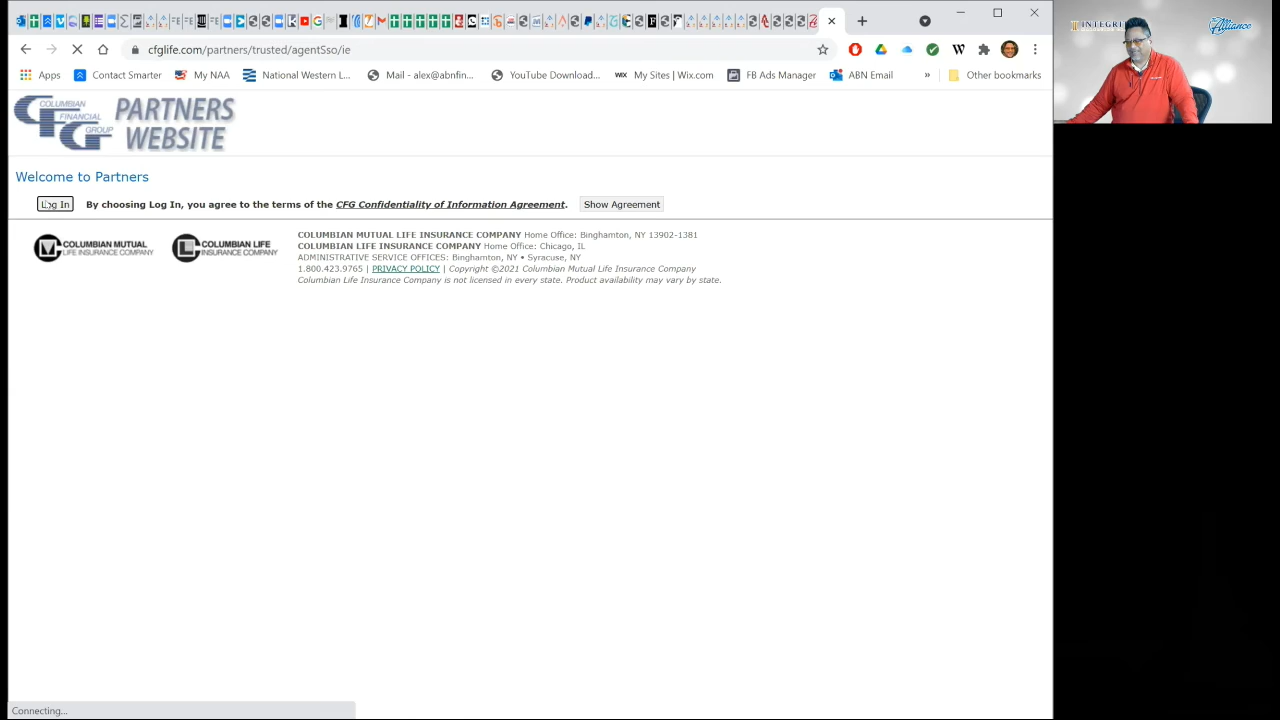 cfglife.com/partners/trusted/agentSso/ie
Apps
Contact Smarter
My NAA
National Western L...
Mail - alex@abnfin...
YouTube Download...
WIX My Sites | Wix.com
FB Ads Manager
ABN Email
»
Other bookmarks
INTEGRI
Alliance
COLUMBIAN
FINANCIAL
GROUP
PARTNERS
WEBSITE
Welcome to Partners
Log In
By choosing Log In, you agree to the terms of the CFG Confidentiality of Information Agreement.
Show Agreement
COLUMBIAN MUTUAL
LIFE INSURANCE COMPANY
COLUMBIAN LIFE
INSURANCE COMPANY
COLUMBIAN MUTUAL LIFE INSURANCE COMPANY Home Office: Binghamton, NY 13902-1381
COLUMBIAN LIFE INSURANCE COMPANY Home Office: Chicago, IL
ADMINISTRATIVE SERVICE OFFICES: Binghamton, NY • Syracuse, NY
1.800.423.9765 | PRIVACY POLICY | Copyright ©2021 Columbian Mutual Life Insurance Company
Columbian Life Insurance Company is not licensed in every state. Product availability may vary by state.
Connecting...